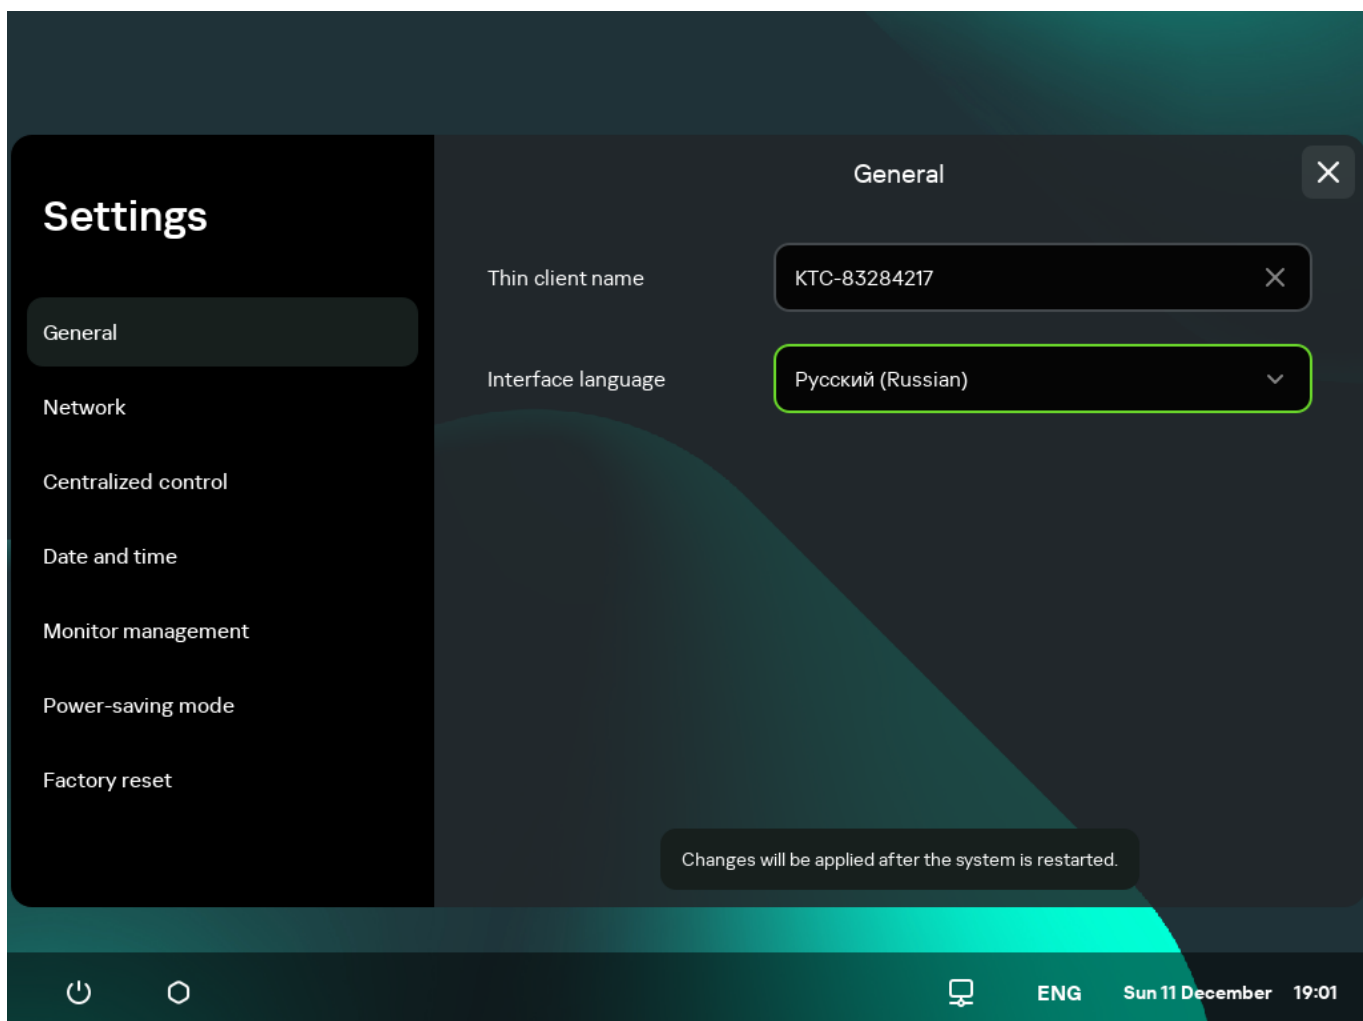 Settings
General
Network
Centralized control
Date and time
Monitor management
Power-saving mode
Factory reset
General
Thin client name
KTC-83284217
Interface language
Русский (Russian)
Changes will be applied after the system is restarted.
ENG Sun 11 December 19:01